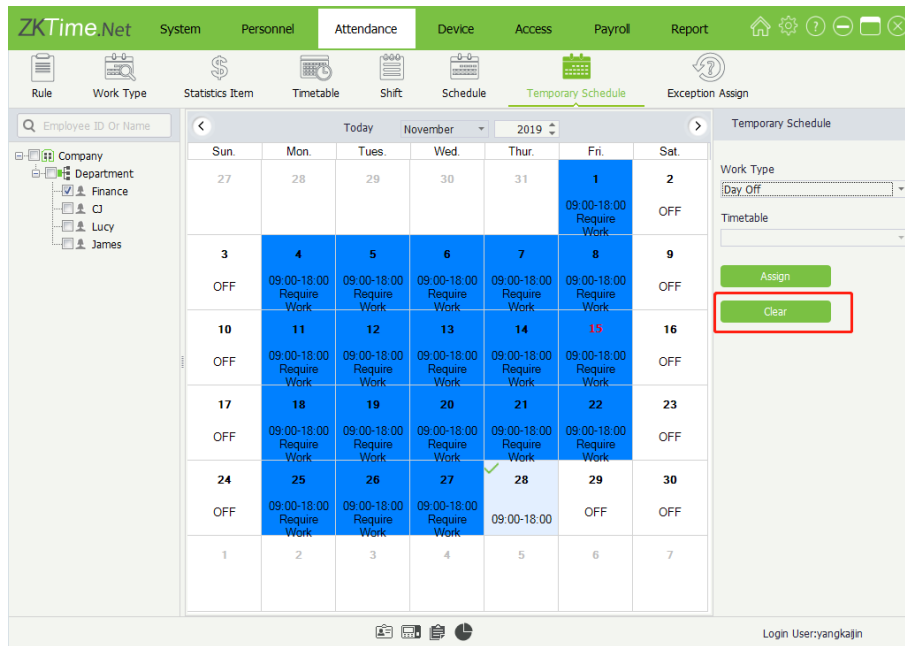 ZKTime.Net System Personnel Attendance Device Access Payroll Report
Rule Work Type Statistics Item Timetable Shift Schedule Temporary Schedule Exception Assign
Employee ID Or Name
Company
Department
Finance
CJ
Lucy
James
Today November 2019
Sun. Mon. Tues. Wed. Thur. Fri. Sat.
27 28 29 30 31 1 2
09:00-18:00 OFF
Require
Work
3 4 5 6 7 8 9
OFF 09:00-18:00 09:00-18:00 09:00-18:00 09:00-18:00 09:00-18:00 OFF
Require Require Require Require Require
Work Work Work Work Work
10 11 12 13 14 15 16
OFF 09:00-18:00 09:00-18:00 09:00-18:00 09:00-18:00 09:00-18:00 OFF
Require Require Require Require Require
Work Work Work Work Work
17 18 19 20 21 22 23
OFF 09:00-18:00 09:00-18:00 09:00-18:00 09:00-18:00 09:00-18:00 OFF
Require Require Require Require Require
Work Work Work Work Work
24 25 26 27 28 29 30
OFF 09:00-18:00 09:00-18:00 09:00-18:00 09:00-18:00 OFF OFF
Require Require Require
Work Work Work
1 2 3 4 5 6 7
Temporary Schedule
Work Type
Day Off
Timetable
Assign
Clear
Login User:yangkaijin